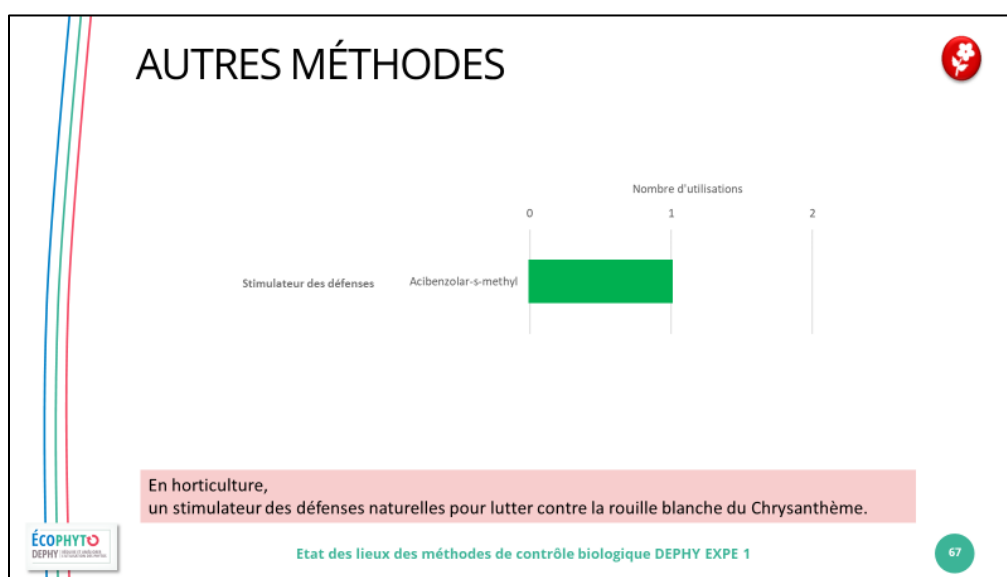 AUTRES MÉTHODES
Nombre d'utilisations
0 1 2
Stimulateur des défenses Acibenzolar-s-methyl
En horticulture,
un stimulateur des défenses naturelles pour lutter contre la rouille blanche du Chrysanthème.
ÉCOPHYTO
DEPHY
Etat des lieux des méthodes de contrôle biologique DEPHY EXPE 1
67